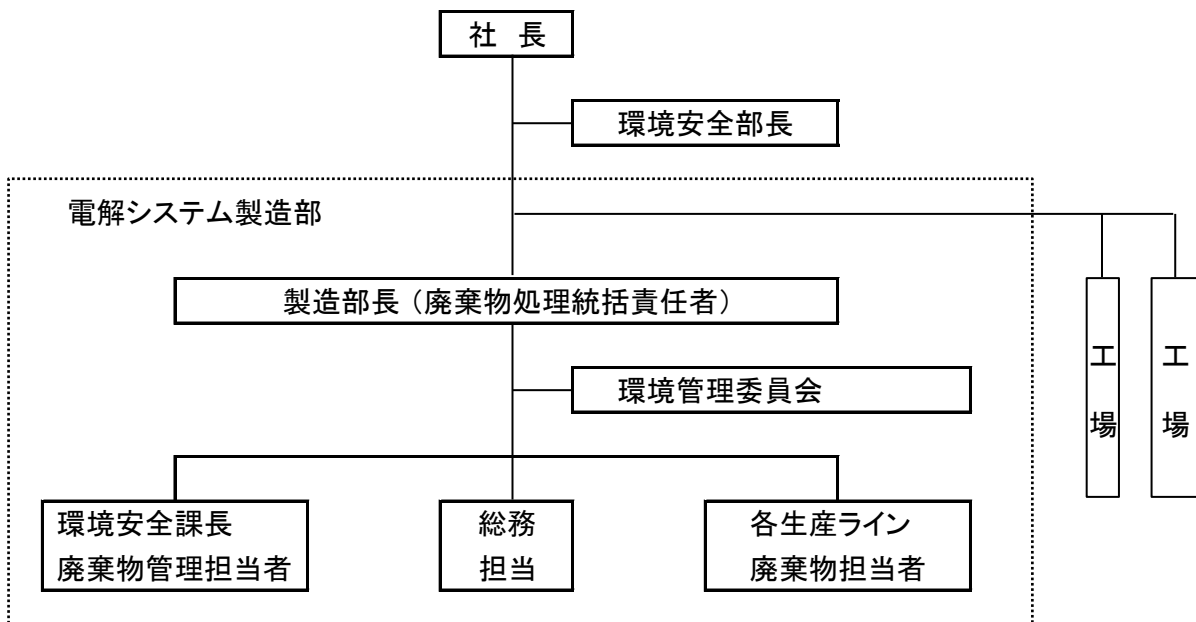 社 長
環境安全部長
電解システム製造部
製造部長（廃棄物処理統括責任者）
環境管理委員会
工場
工場
環境安全課長
廃棄物管理担当者
総務
担当
各生産ライン
廃棄物担当者